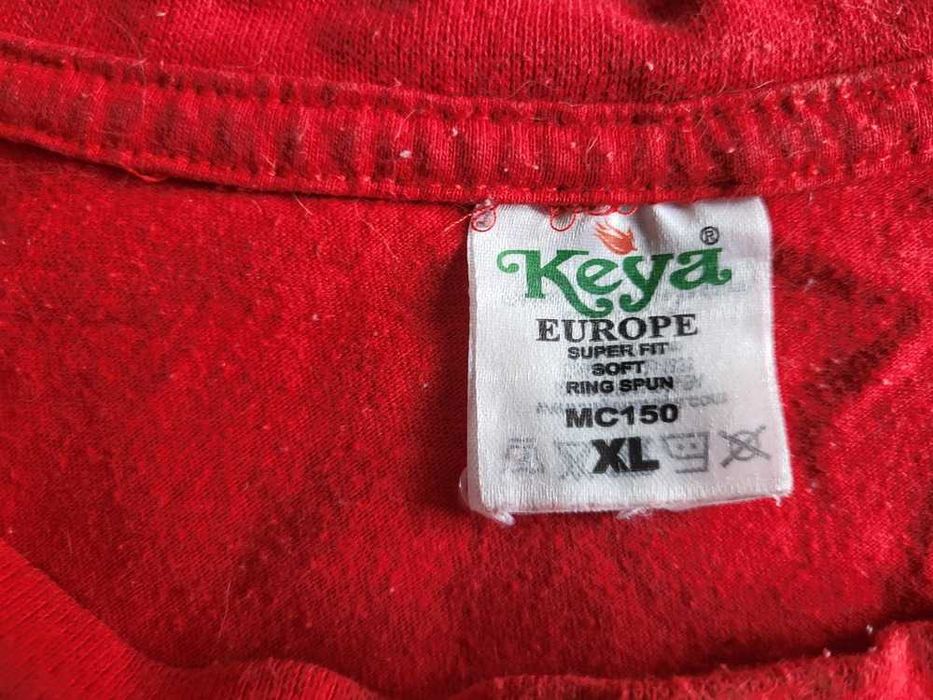 Keya®
EUROPE
SUPER FIT
SOFT
RING SPUN
MC150
XL